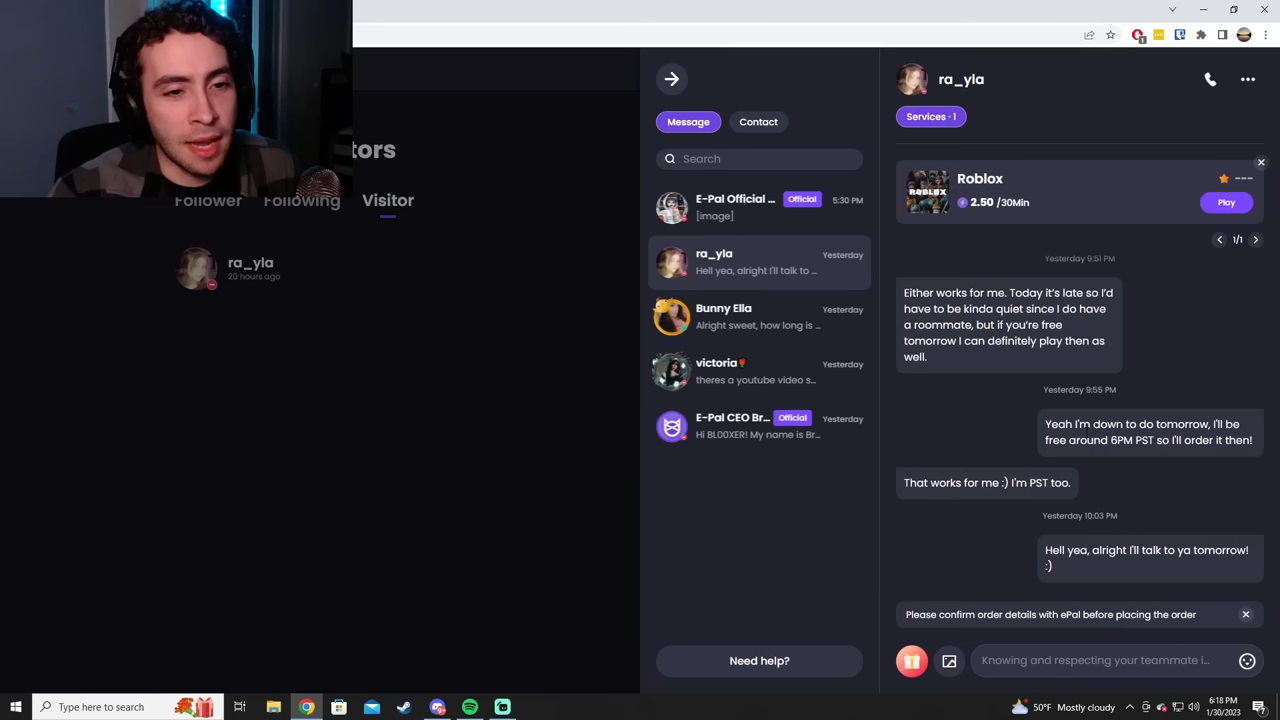 tors
Follower
Following
Visitor
ra_yla
20 hours ago
Message
Contact
Search
E-Pal Official ...
Official
5:30 PM
[image]
ra_yla
Yesterday
Hell yea, alright I'll talk to ...
Bunny Ella
Yesterday
Alright sweet, how long is ...
victoria
Yesterday
theres a youtube video s...
E-Pal CEO Br...
Official
Yesterday
Hi BL00XER! My name is Br...
Need help?
ra_yla
Services · 1
ROBLOX
Roblox
---
2.50 /30Min
Play
1/1
Yesterday 9:51 PM
Either works for me. Today it's late so I'd
have to be kinda quiet since I do have
a roommate, but if you're free
tomorrow I can definitely play then as
well.
Yesterday 9:55 PM
Yeah I'm down to do tomorrow, I'll be
free around 6PM PST so I'll order it then!
That works for me :) I'm PST too.
Yesterday 10:03 PM
Hell yea, alright I'll talk to ya tomorrow!
:)
Please confirm order details with ePal before placing the order
Knowing and respecting your teammate i...
Type here to search
50°F Mostly cloudy
6:18 PM
1/30/2023